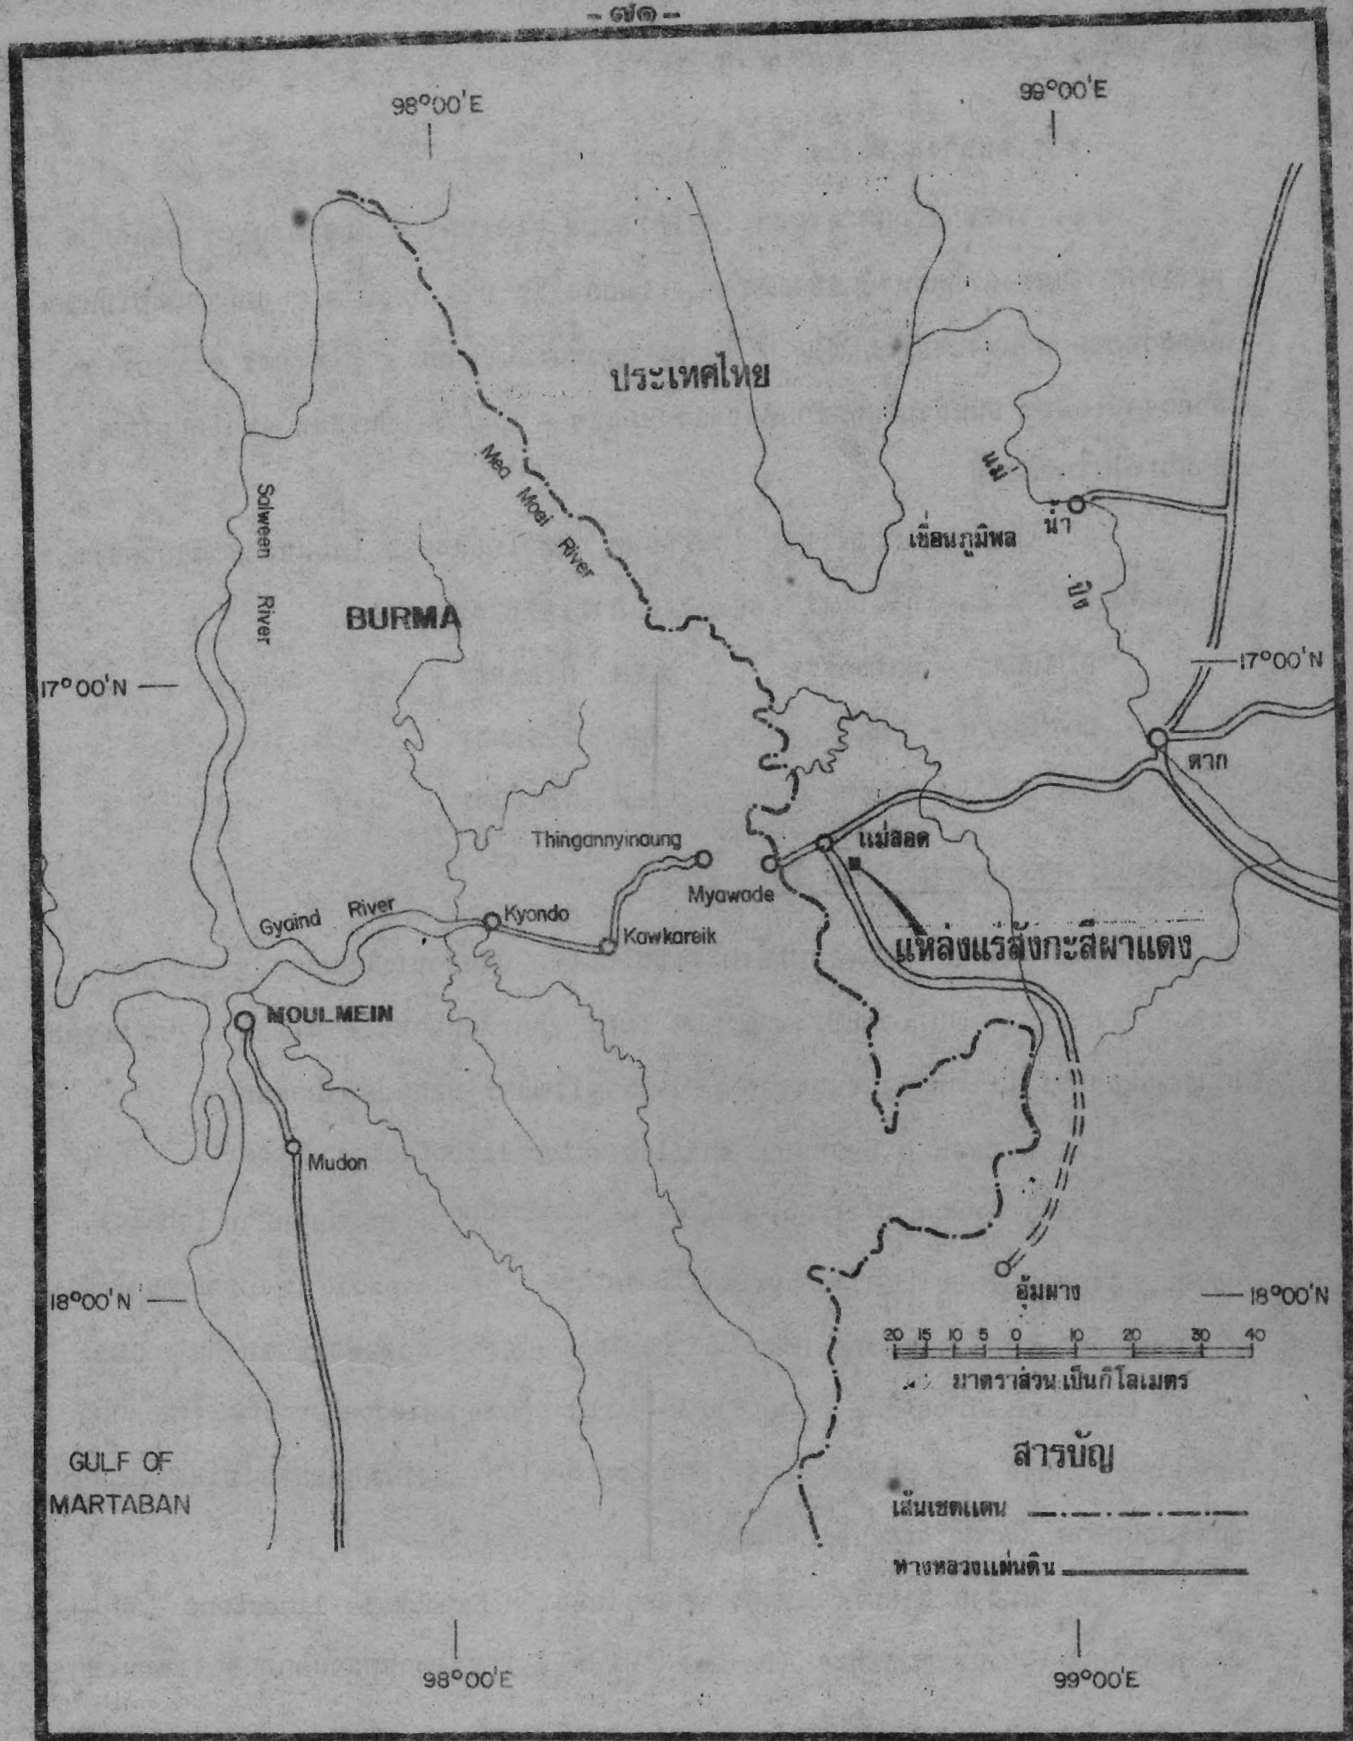 - ๗๑ -
98°00'E
99°00'E
ประเทศไทย
Mea Moei River
Salween River
แม่
น้ำ
ปิง
เขื่อนภูมิพล
BURMA
17°00'N
17°00'N
ตาก
Thingannyinaung
แม่สอด
Myawade
Gyaind River
Kyondo
Kawkareik
แหล่งแร่สังกะสีผาแดง
MOULMEIN
Mudon
อุ้มผาง
18°00'N
18°00'N
20 15 10 5 0 10 20 30 40
มาตราส่วน เป็นกิโลเมตร
สารบัญ
GULF OF
MARTABAN
เส้นเขตแดน
ทางหลวงแผ่นดิน
98°00'E
99°00'E